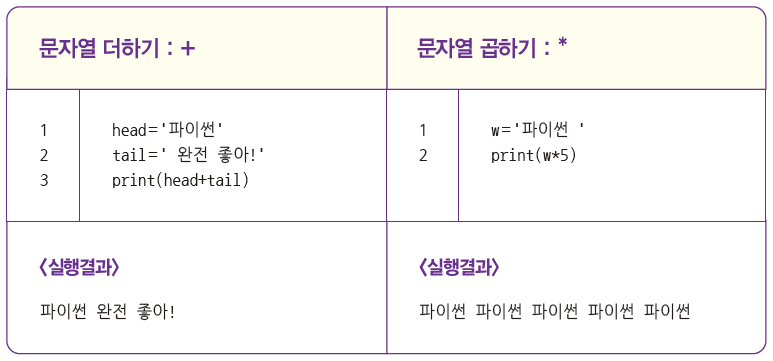 문자열 더하기 : +
1 head='파이썬'
2 tail=' 완전 좋아!'
3 print(head+tail)
<실행결과>
파이썬 완전 좋아!
문자열 곱하기 : *
1 w='파이썬 '
2 print(w*5)
<실행결과>
파이썬 파이썬 파이썬 파이썬 파이썬